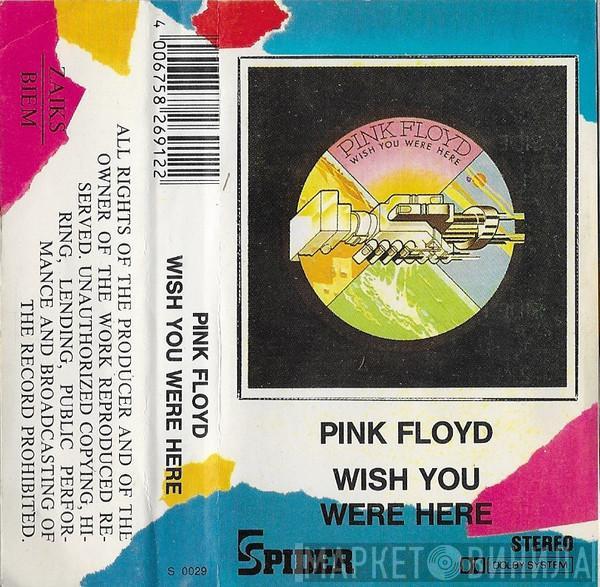 ZAIKS
BIEM
ALL RIGHTS OF THE PRODUCER AND OF THE
OWNER OF THE WORK REPRODUCED RE-
SERVED. UNAUTHORIZED COPYING, HI-
RING, LENDING, PUBLIC PERFOR-
MANCE AND BROADCASTING OF
THE RECORD PROHIBITED.
4 006758 269122
PINK FLOYD
WISH YOU WERE HERE
S 0029
PINK FLOYD
WISH YOU WERE HERE
PINK FLOYD
WISH YOU
WERE HERE
SPIDER
STEREO
DOLBY SYSTEM
МАРКЕТ ВИНИЛА